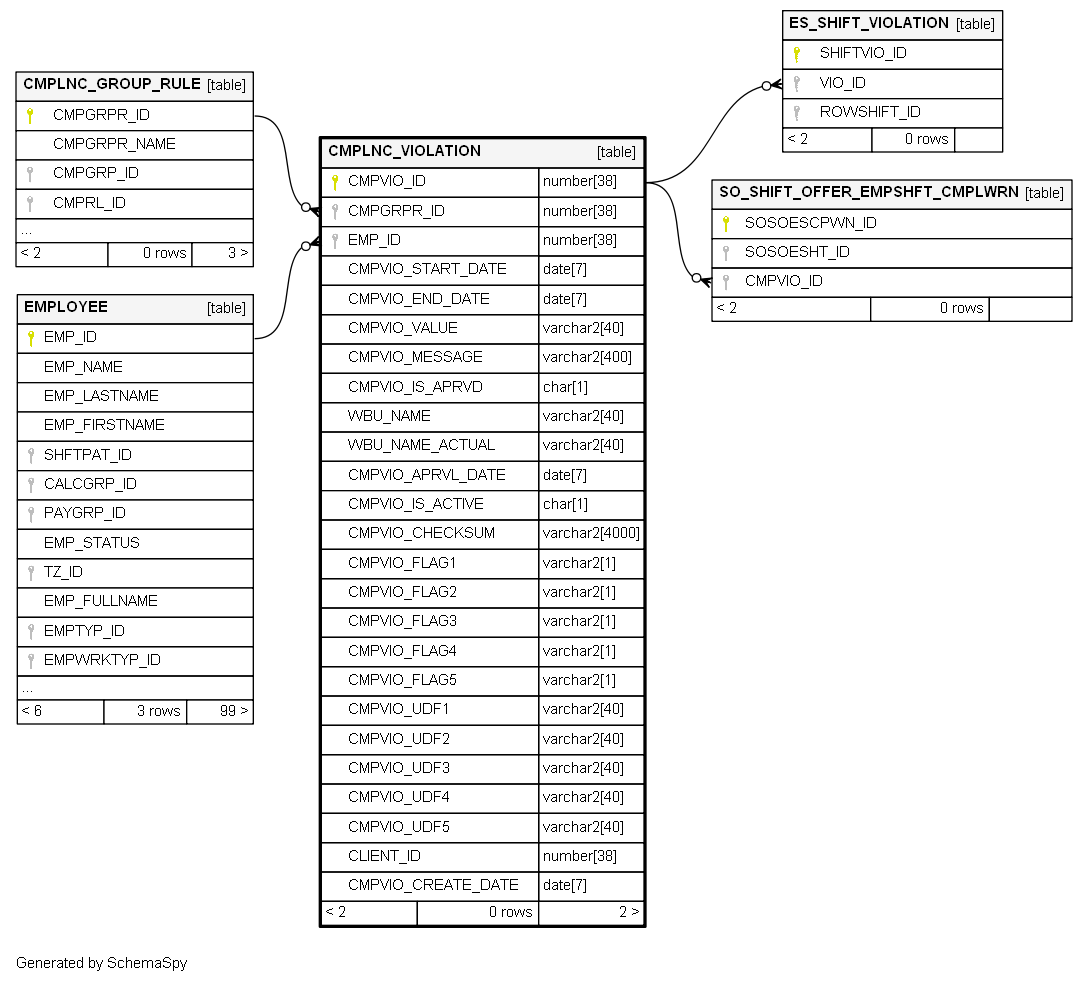 CMPLNC_GROUP_RULE [table]
CMPGRPR_ID
CMPGRPR_NAME
CMPGRP_ID
CMPRL_ID
...
< 2 0 rows 3 >
EMPLOYEE [table]
EMP_ID
EMP_NAME
EMP_LASTNAME
EMP_FIRSTNAME
SHFTPAT_ID
CALCGRP_ID
PAYGRP_ID
EMP_STATUS
TZ_ID
EMP_FULLNAME
EMPTYP_ID
EMPWRKTYP_ID
...
< 6 3 rows 99 >
CMPLNC_VIOLATION [table]
CMPVIO_ID number[38]
CMPGRPR_ID number[38]
EMP_ID number[38]
CMPVIO_START_DATE date[7]
CMPVIO_END_DATE date[7]
CMPVIO_VALUE varchar2[40]
CMPVIO_MESSAGE varchar2[400]
CMPVIO_IS_APRVD char[1]
WBU_NAME varchar2[40]
WBU_NAME_ACTUAL varchar2[40]
CMPVIO_APRVL_DATE date[7]
CMPVIO_IS_ACTIVE char[1]
CMPVIO_CHECKSUM varchar2[4000]
CMPVIO_FLAG1 varchar2[1]
CMPVIO_FLAG2 varchar2[1]
CMPVIO_FLAG3 varchar2[1]
CMPVIO_FLAG4 varchar2[1]
CMPVIO_FLAG5 varchar2[1]
CMPVIO_UDF1 varchar2[40]
CMPVIO_UDF2 varchar2[40]
CMPVIO_UDF3 varchar2[40]
CMPVIO_UDF4 varchar2[40]
CMPVIO_UDF5 varchar2[40]
CLIENT_ID number[38]
CMPVIO_CREATE_DATE date[7]
< 2 0 rows 2 >
ES_SHIFT_VIOLATION [table]
SHIFTVIO_ID
VIO_ID
ROWSHIFT_ID
< 2 0 rows
SO_SHIFT_OFFER_EMPSHFT_CMPLWRN [table]
SOSOESCPWN_ID
SOSOESHT_ID
CMPVIO_ID
< 2 0 rows
Generated by SchemaSpy